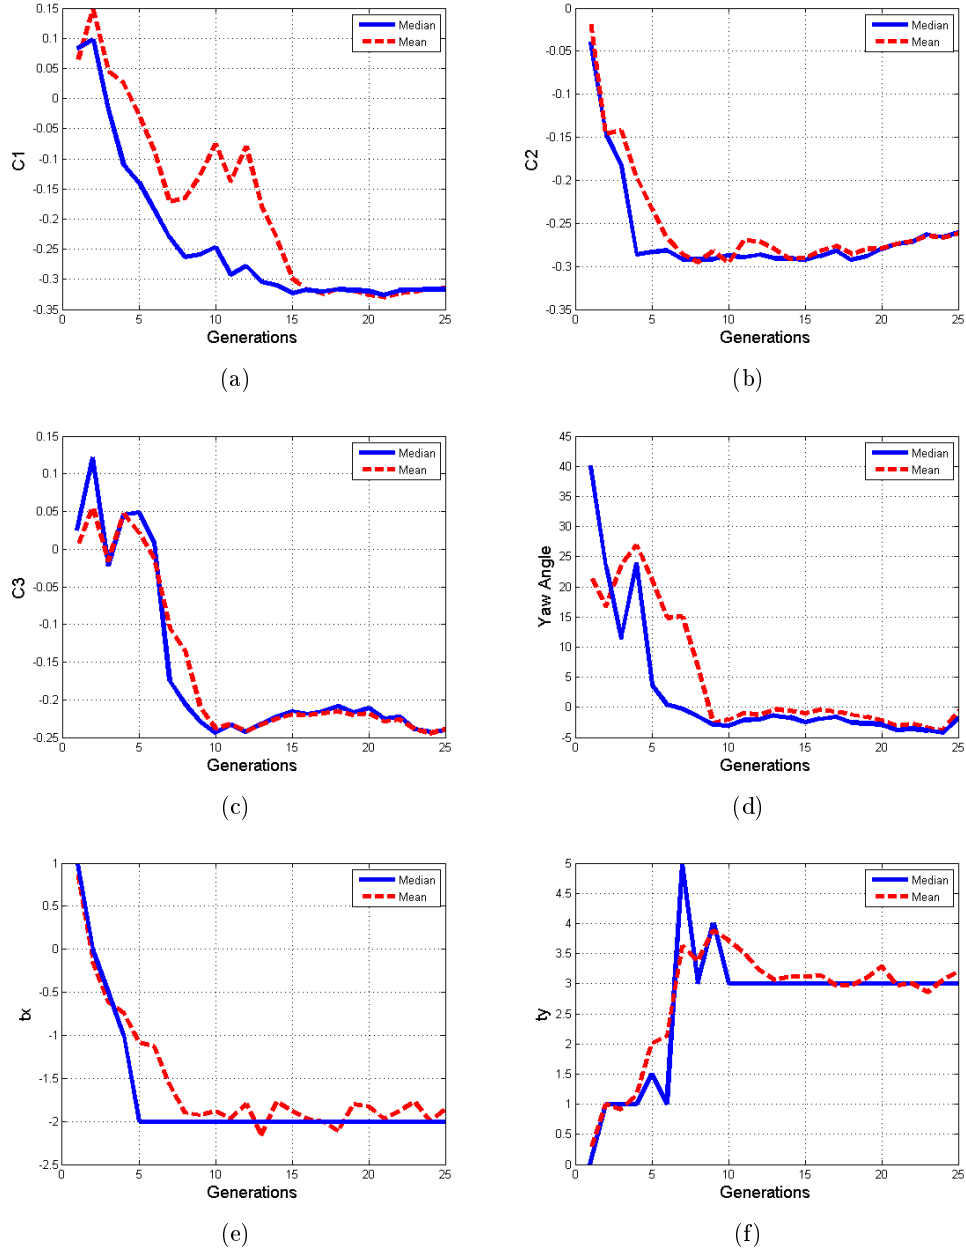 0.15
0.1
0.05
0
-0.05
-0.1
-0.15
-0.2
-0.25
-0.3
-0.35
C1
0 5 10 15 20 25
Generations
Median
Mean
(a)
0
-0.05
-0.1
-0.15
-0.2
-0.25
-0.3
-0.35
C2
0 5 10 15 20 25
Generations
Median
Mean
(b)
0.15
0.1
0.05
0
-0.05
-0.1
-0.15
-0.2
-0.25
C3
0 5 10 15 20 25
Generations
Median
Mean
(c)
45
40
35
30
25
20
15
10
5
0
-5
Yaw Angle
0 5 10 15 20 25
Generations
Median
Mean
(d)
1
0.5
0
-0.5
-1
-1.5
-2
-2.5
tx
0 5 10 15 20 25
Generations
Median
Mean
(e)
5
4.5
4
3.5
3
2.5
2
1.5
1
0.5
0
ty
0 5 10 15 20 25
Generations
Median
Mean
(f)